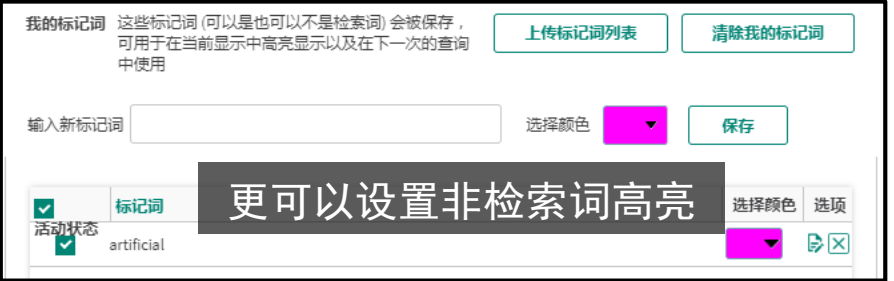 我的标记词 这些标记词 (可以是也可以不是检索词) 会被保存，
可用于在当前显示中高亮显示以及在下一次的查询
中使用
上传标记词列表
清除我的标记词
输入新标记词
选择颜色
保存
标记词
选择颜色
选项
更可以设置非检索词高亮
活动状态
artificial